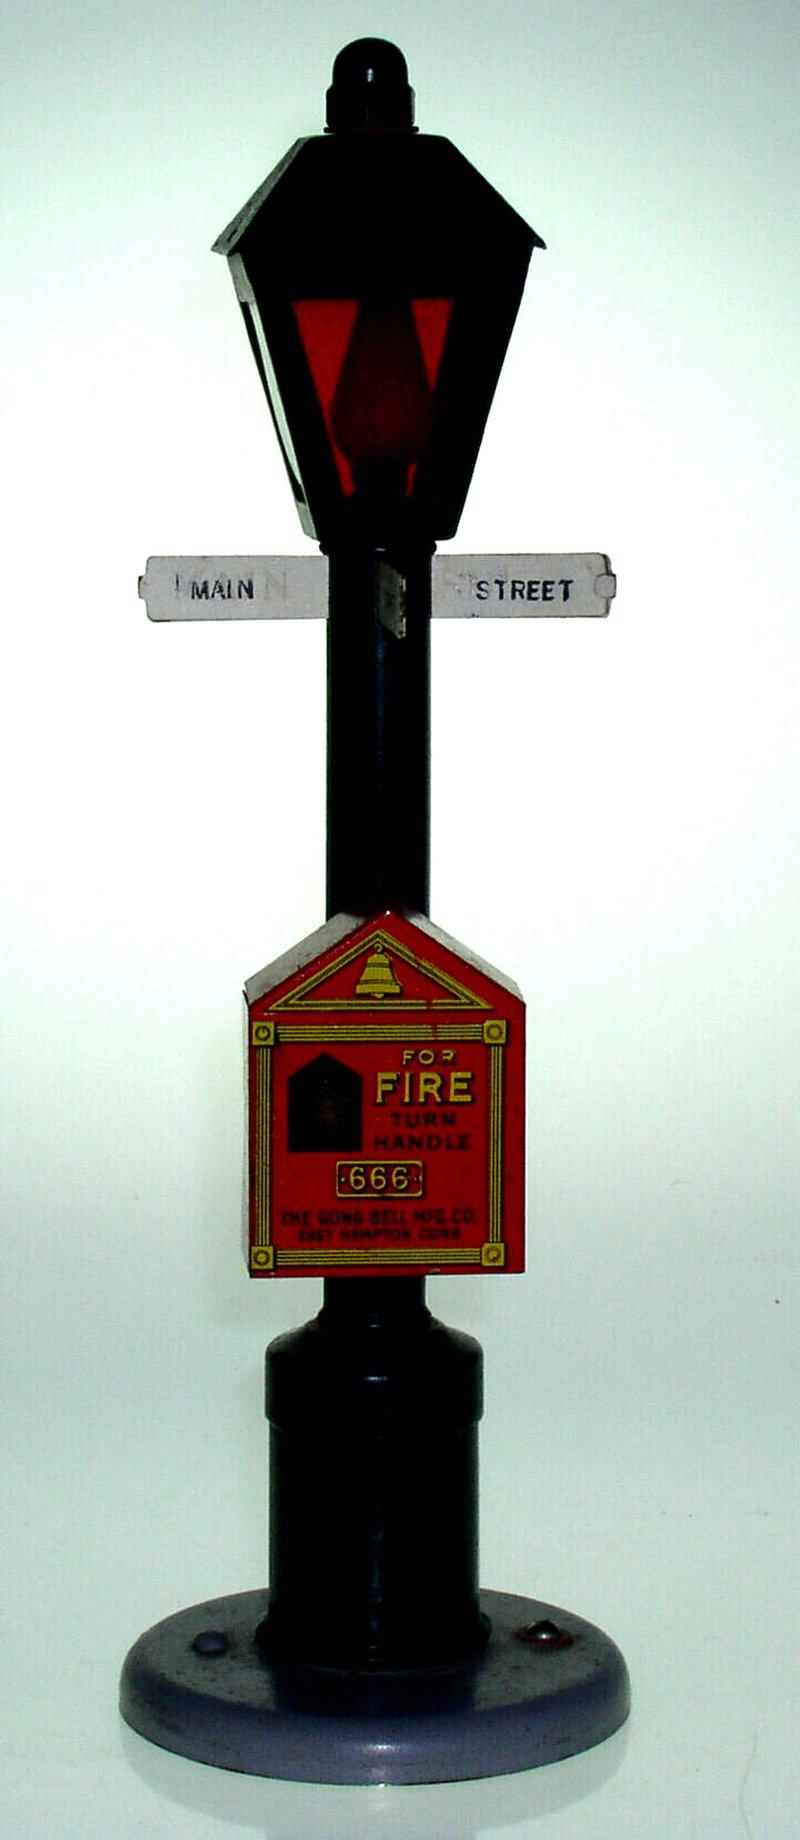 MAIN STREET
FOR
FIRE
TURN
HANDLE
·666·
THE GONG BELL MFG. CO.
EAST HAMPTON CONN.